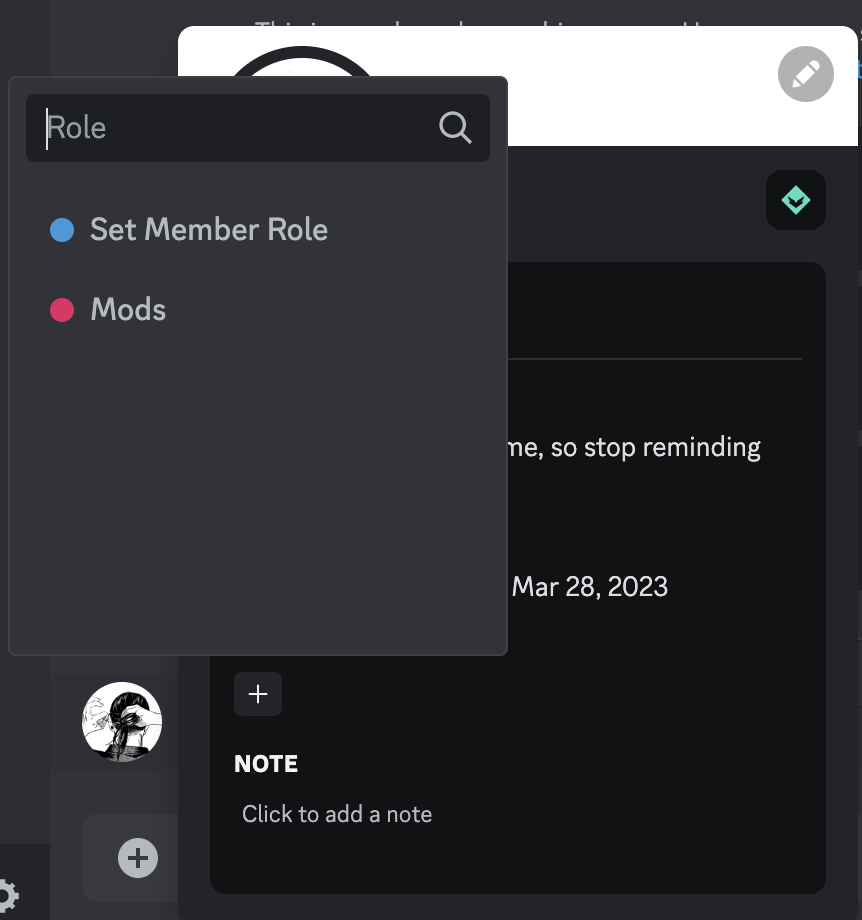 Role
Set Member Role
Mods
me, so stop reminding
Mar 28, 2023
NOTE
Click to add a note